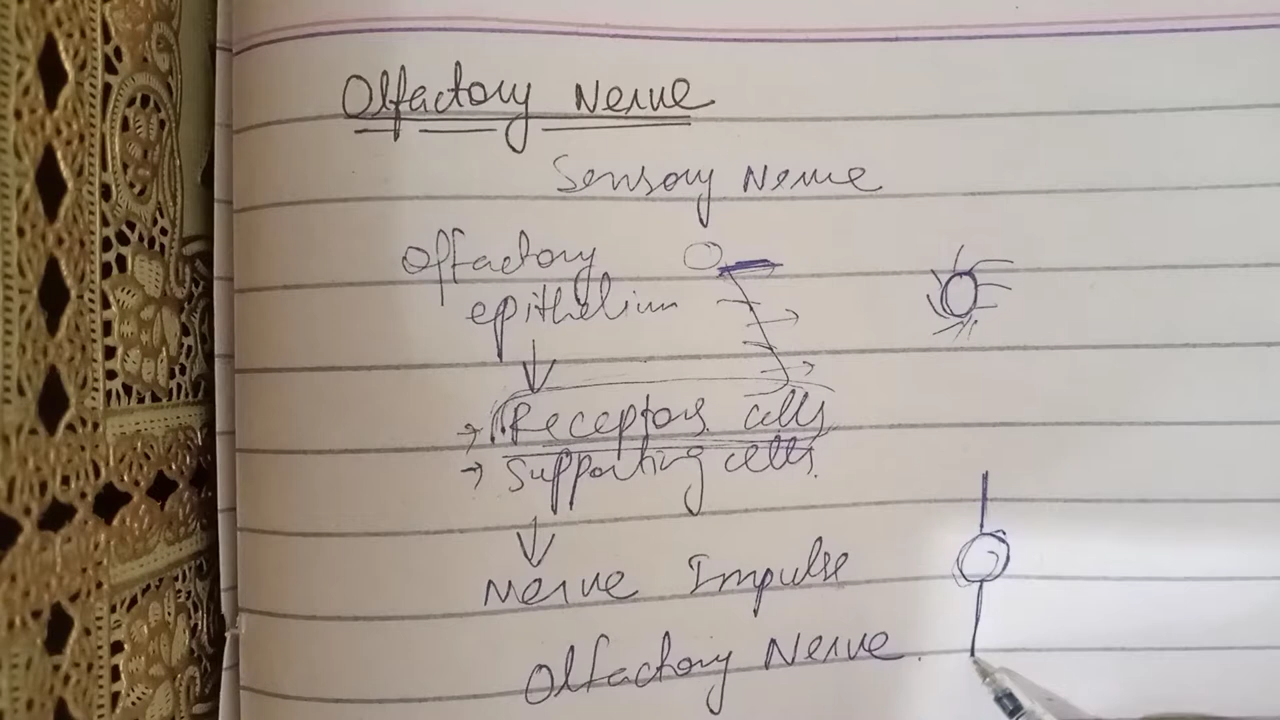 Olfactory Nerve
Sensory Nerve
Olfactory
epithelium
→ Receptors cells
→ Supporting cells.
Nerve Impulse
Olfactory Nerve.